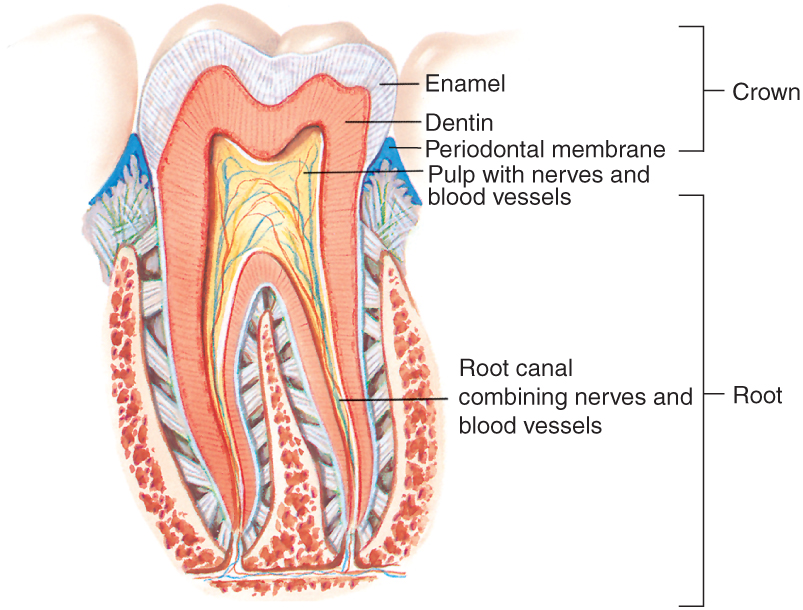 Enamel
Crown
Dentin
Periodontal membrane
Pulp with nerves and
blood vessels
Root canal
combining nerves and
blood vessels
Root